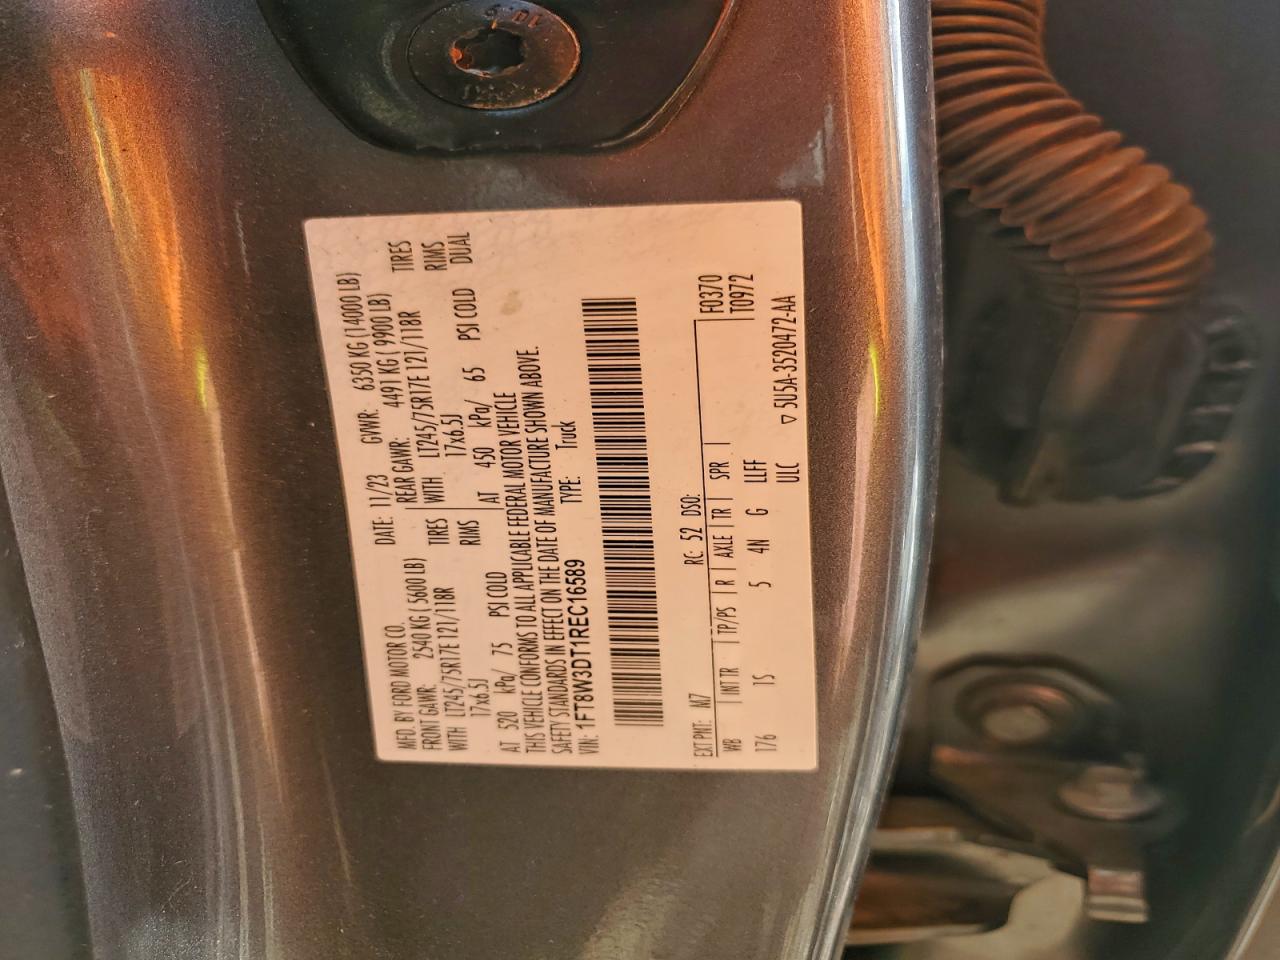 MFD. BY FORD MOTOR CO.
DATE: 11/23 GVWR: 6350 KG (14000 LB)
FRONT GAWR: 2540 KG (5600 LB) REAR GAWR: 4491 KG (9900 LB)
WITH LT245/75R17E 121/118R TIRES WITH LT245/75R17E 121/118R TIRES
17x6.5J RIMS 17x6.5J RIMS
AT 520 kPa/ 75 PSI COLD AT 450 kPa/ 65 PSI COLD DUAL
THIS VEHICLE CONFORMS TO ALL APPLICABLE FEDERAL MOTOR VEHICLE
SAFETY STANDARDS IN EFFECT ON THE DATE OF MANUFACTURE SHOWN ABOVE.
VIN: 1FT8W3DT1REC16589 TYPE: Truck
EXT PNT: M7 RC: 52 DSO: F0370
WB INT TR TP/PS R AXLE TR SPR T0972
176 1S 5 4N G LLFF
ULC ▽ 5U5A-3520472-AA